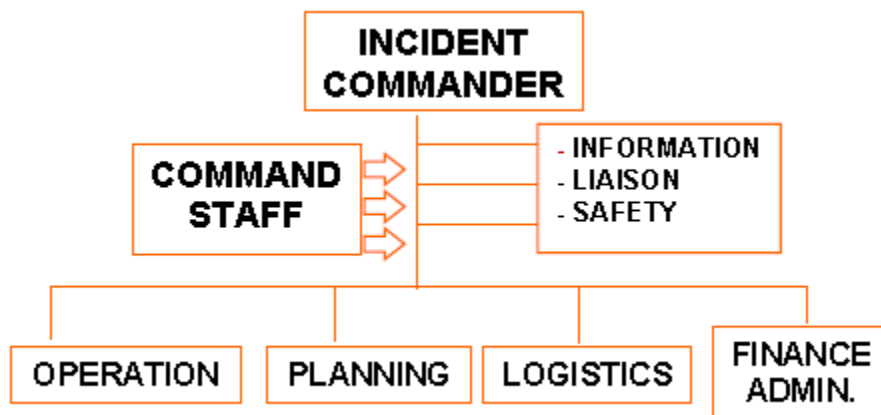 INCIDENT
COMMANDER
COMMAND
STAFF
- INFORMATION
- LIAISON
- SAFETY
OPERATION
PLANNING
LOGISTICS
FINANCE
ADMIN.